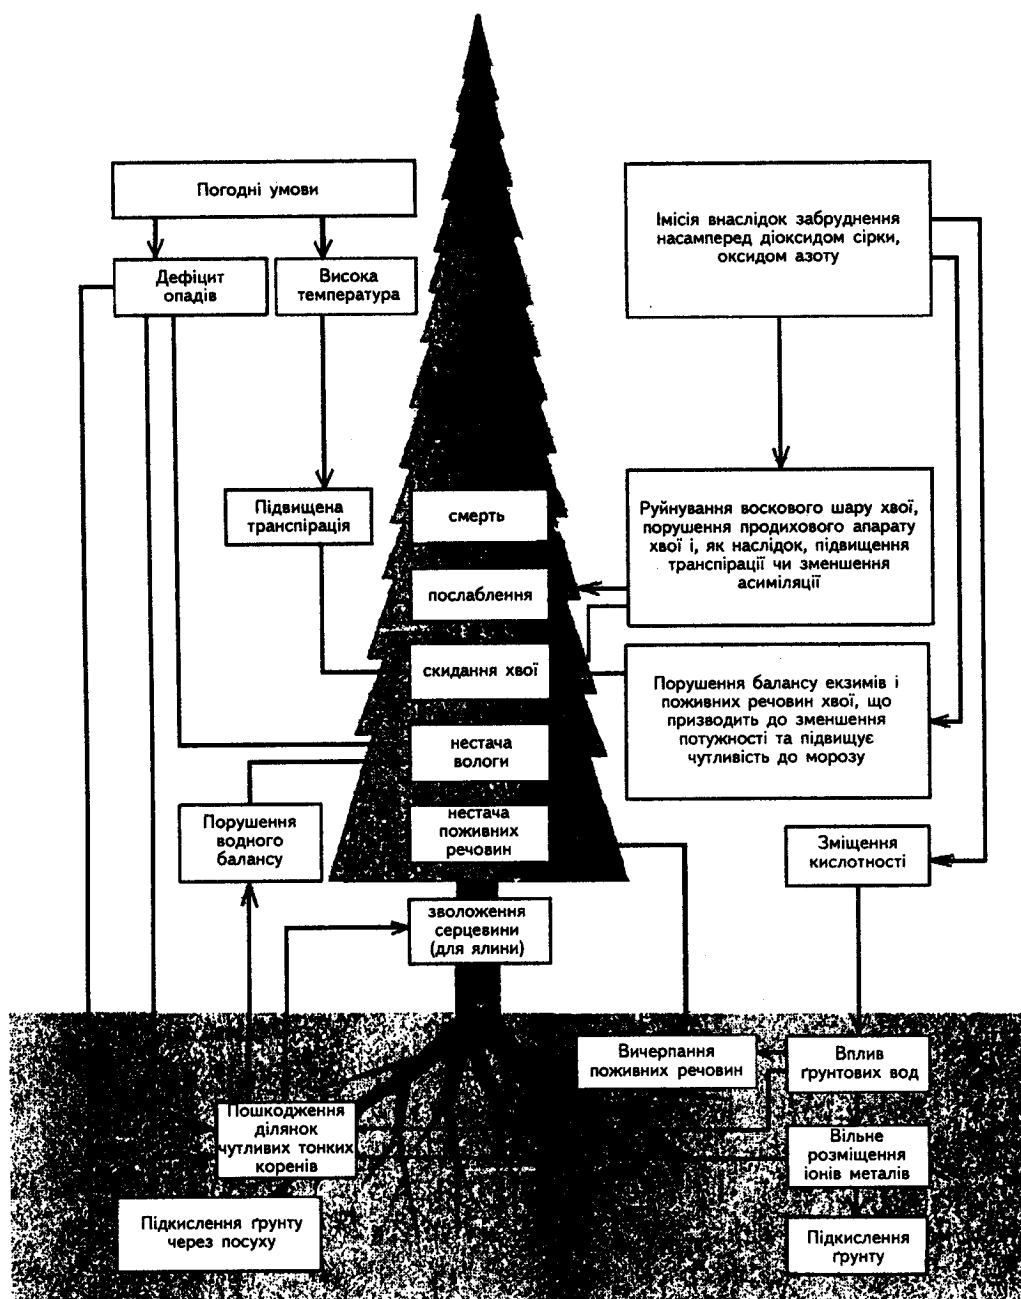 Погодні умови
Дефіцит
опадів
Висока
температура
Імісія внаслідок забруднення
насамперед діоксидом сірки,
оксидом азоту
Підвищена
транспірація
смерть
послаблення
скидання хвої
нестача
вологи
нестача
поживних
речовин
зволоження
серцевини
(для ялини)
Руйнування воскового шару хвої,
порушення продихового апарату
хвої і, як наслідок, підвищення
транспірації чи зменшення
асиміляції
Порушення балансу екзимів і
поживних речовин хвої, що
призводить до зменшення
потужності та підвищує
чутливість до морозу
Порушення
водного
балансу
Зміщення
кислотності
Вичерпання
поживних речовин
Вплив
ґрунтових вод
Пошкодження
ділянок
чутливих тонких
коренів
Вільне
розміщення
іонів металів
Підкислення ґрунту
через посуху
Підкислення
ґрунту